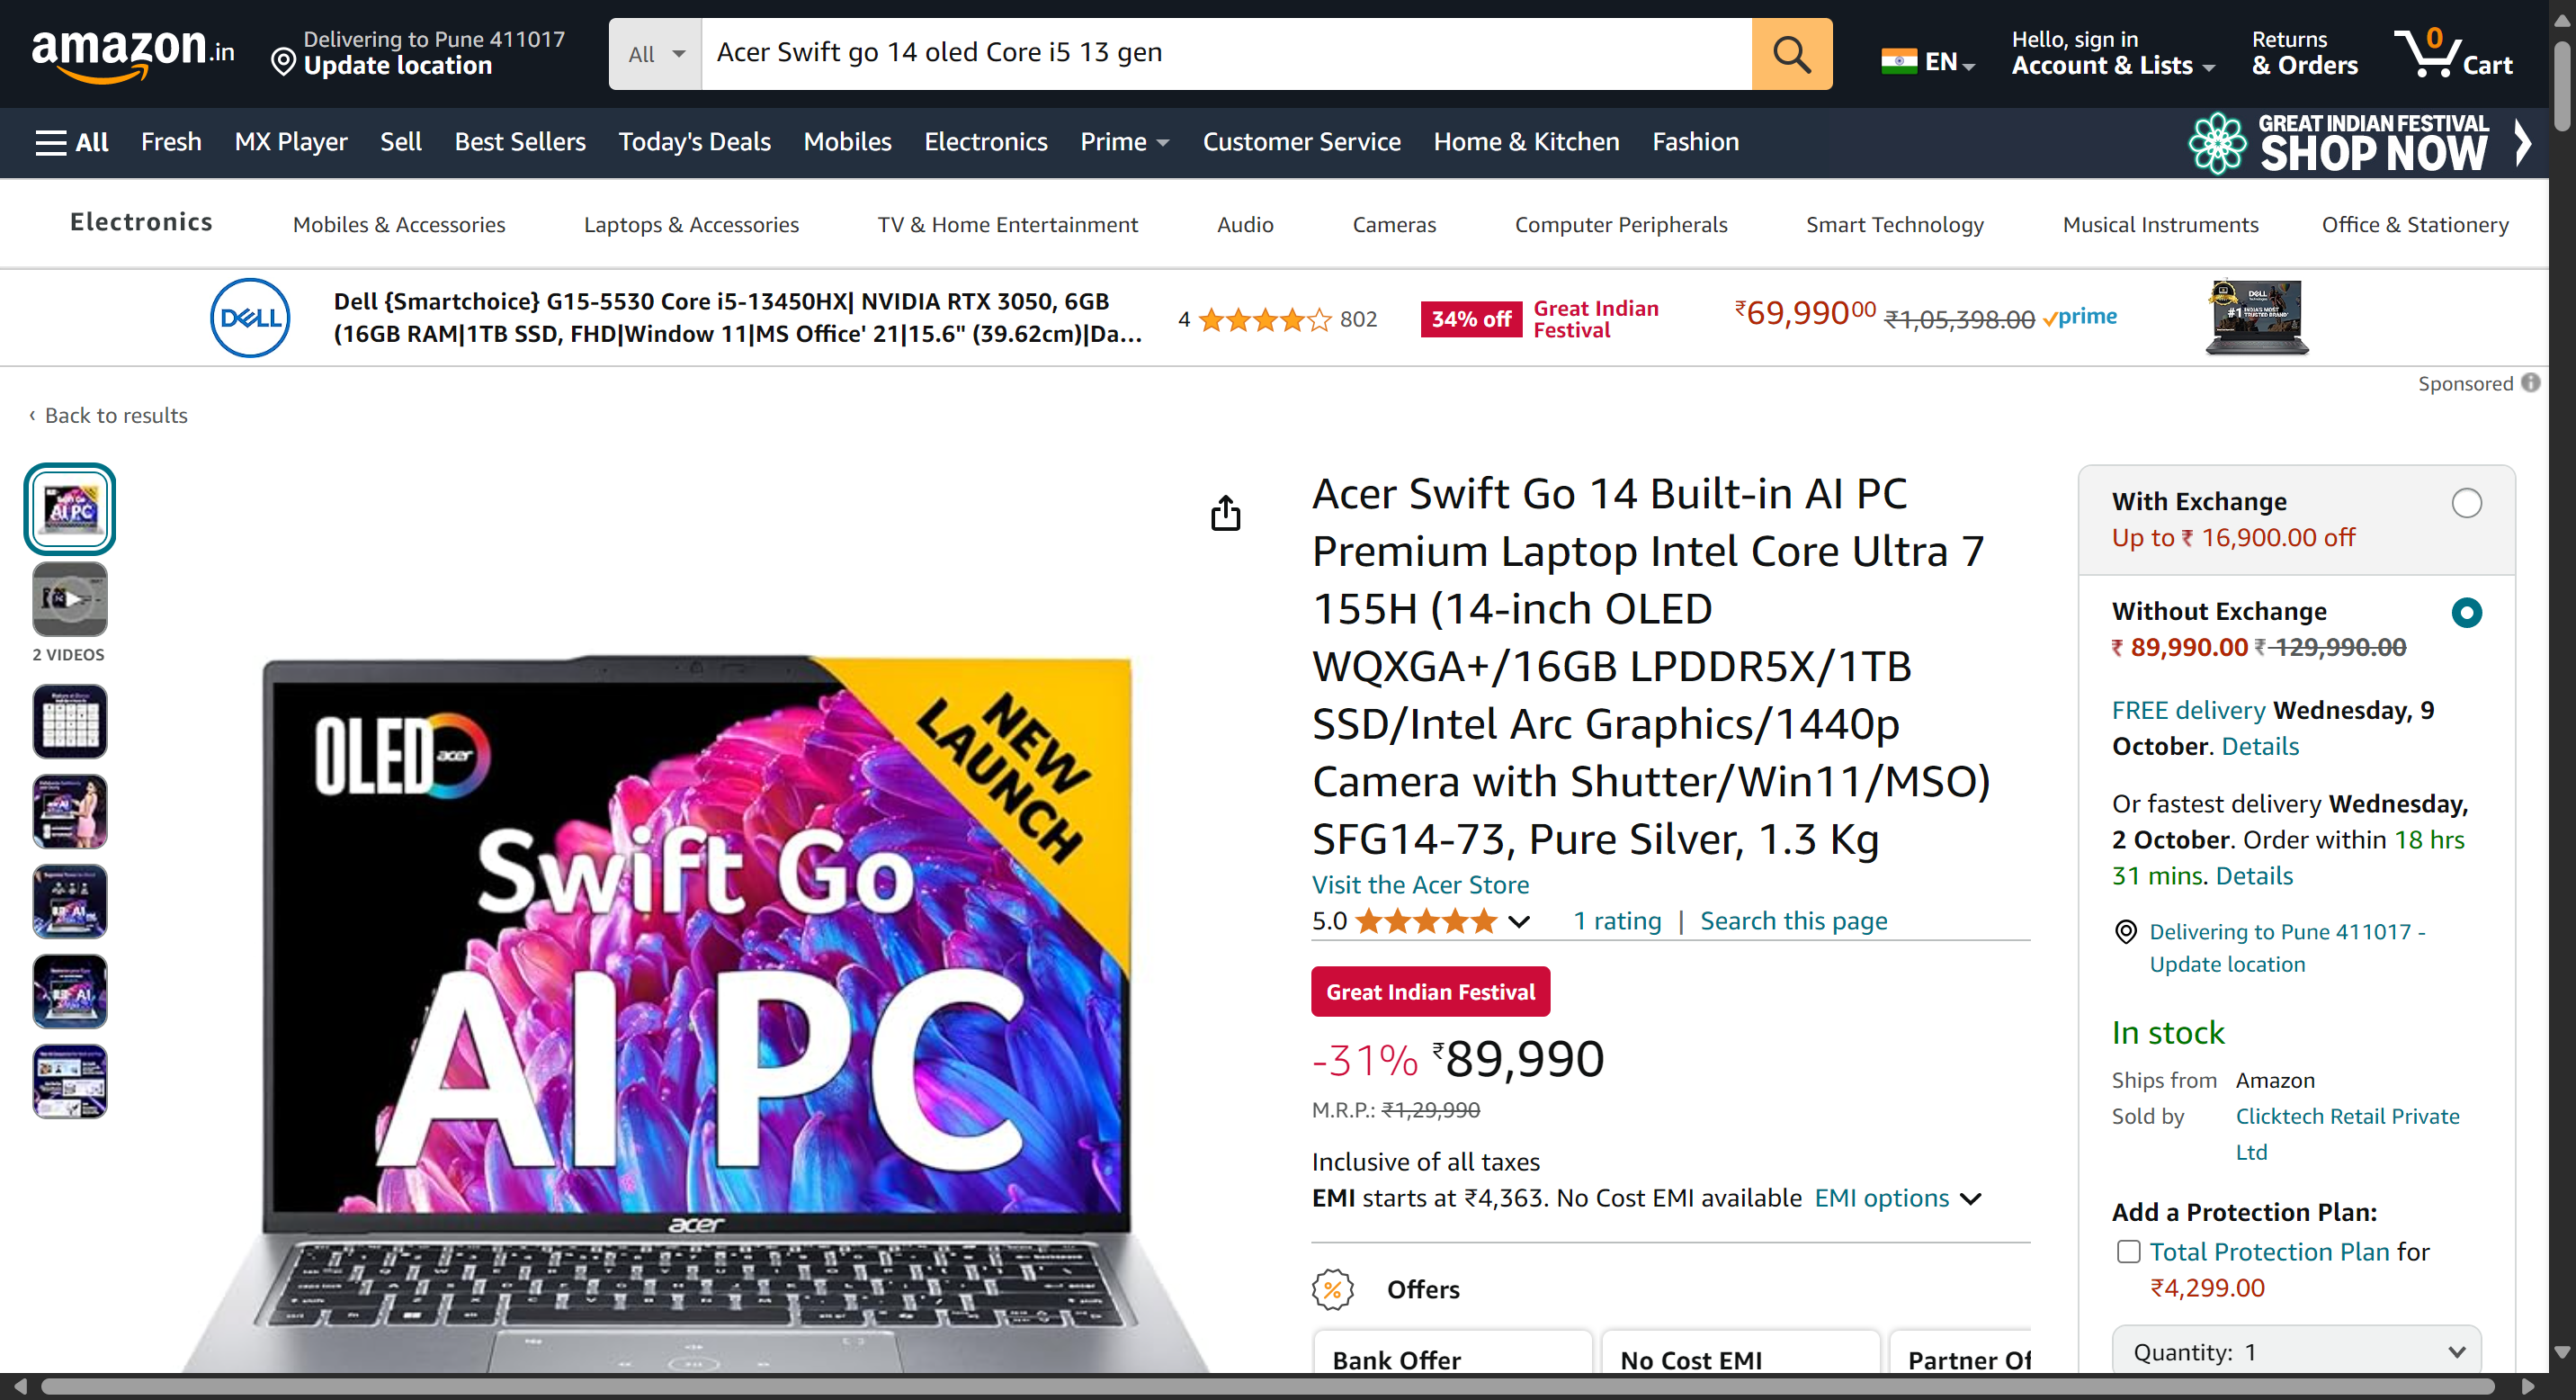 amazon.in
Delivering to Pune 411017
Update location
All
Acer Swift go 14 oled Core i5 13 gen
EN
Hello, sign in
Account & Lists
Returns
& Orders
0
Cart
All
Fresh
MX Player
Sell
Best Sellers
Today's Deals
Mobiles
Electronics
Prime
Customer Service
Home & Kitchen
Fashion
GREAT INDIAN FESTIVAL
SHOP NOW
Electronics
Mobiles & Accessories
Laptops & Accessories
TV & Home Entertainment
Audio
Cameras
Computer Peripherals
Smart Technology
Musical Instruments
Office & Stationery
DELL
Dell {Smartchoice} G15-5530 Core i5-13450HX| NVIDIA RTX 3050, 6GB
(16GB RAM|1TB SSD, FHD|Window 11|MS Office' 21|15.6" (39.62cm)|Da...
4
802
34% off
Great Indian
Festival
₹69,990.00 ₹1,05,398.00 prime
Sponsored
‹ Back to results
2 VIDEOS
OLED
acer
NEW
LAUNCH
Swift Go
AI PC
acer
Acer Swift Go 14 Built-in AI PC
Premium Laptop Intel Core Ultra 7
155H (14-inch OLED
WQXGA+/16GB LPDDR5X/1TB
SSD/Intel Arc Graphics/1440p
Camera with Shutter/Win11/MSO)
SFG14-73, Pure Silver, 1.3 Kg
Visit the Acer Store
5.0
1 rating | Search this page
Great Indian Festival
-31% ₹89,990
M.R.P.: ₹1,29,990
Inclusive of all taxes
EMI starts at ₹4,363. No Cost EMI available EMI options
Offers
Bank Offer
No Cost EMI
Partner Of
With Exchange
Up to ₹ 16,900.00 off
Without Exchange
₹ 89,990.00 ₹ 129,990.00
FREE delivery Wednesday, 9
October. Details
Or fastest delivery Wednesday,
2 October. Order within 18 hrs
31 mins. Details
Delivering to Pune 411017 -
Update location
In stock
Ships from Amazon
Sold by Clicktech Retail Private
Ltd
Add a Protection Plan:
Total Protection Plan for
₹4,299.00
Quantity: 1